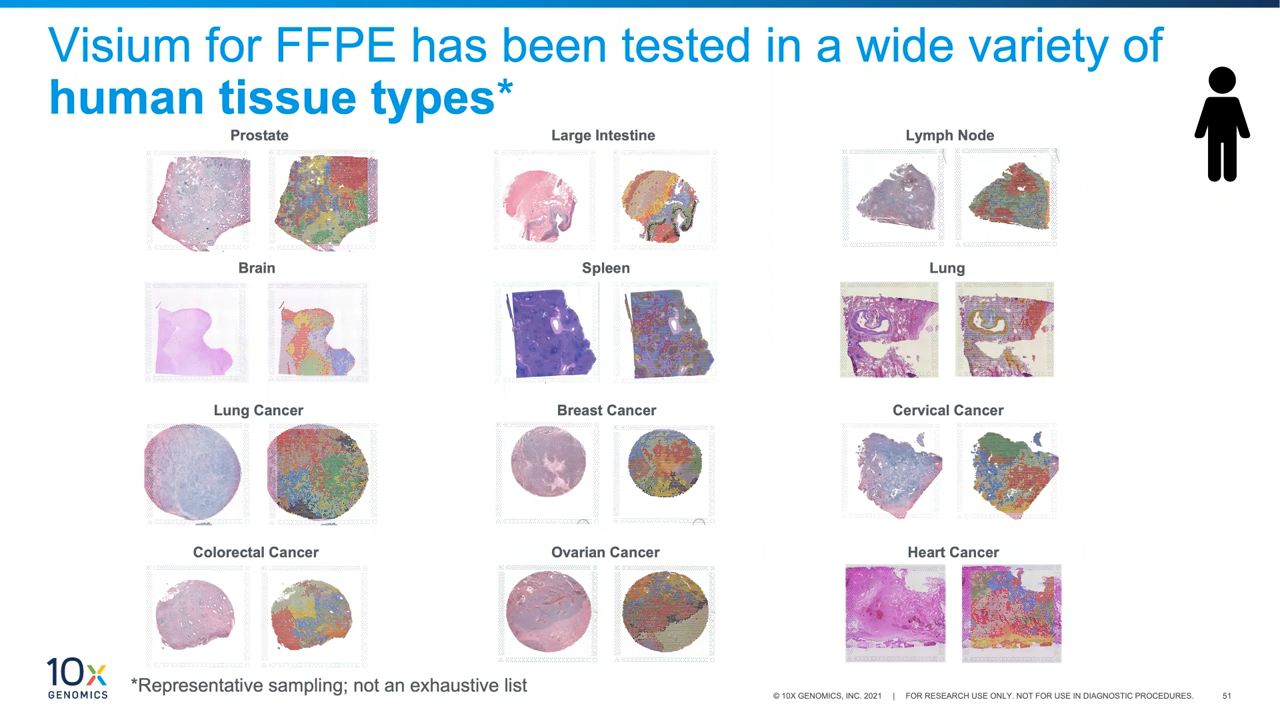 Visium for FFPE has been tested in a wide variety of
human tissue types*
Prostate
Large Intestine
Lymph Node
Brain
Spleen
Lung
Lung Cancer
Breast Cancer
Cervical Cancer
Colorectal Cancer
Ovarian Cancer
Heart Cancer
10x
GENOMICS
*Representative sampling; not an exhaustive list
© 10X GENOMICS, INC. 2021 | FOR RESEARCH USE ONLY. NOT FOR USE IN DIAGNOSTIC PROCEDURES. 51